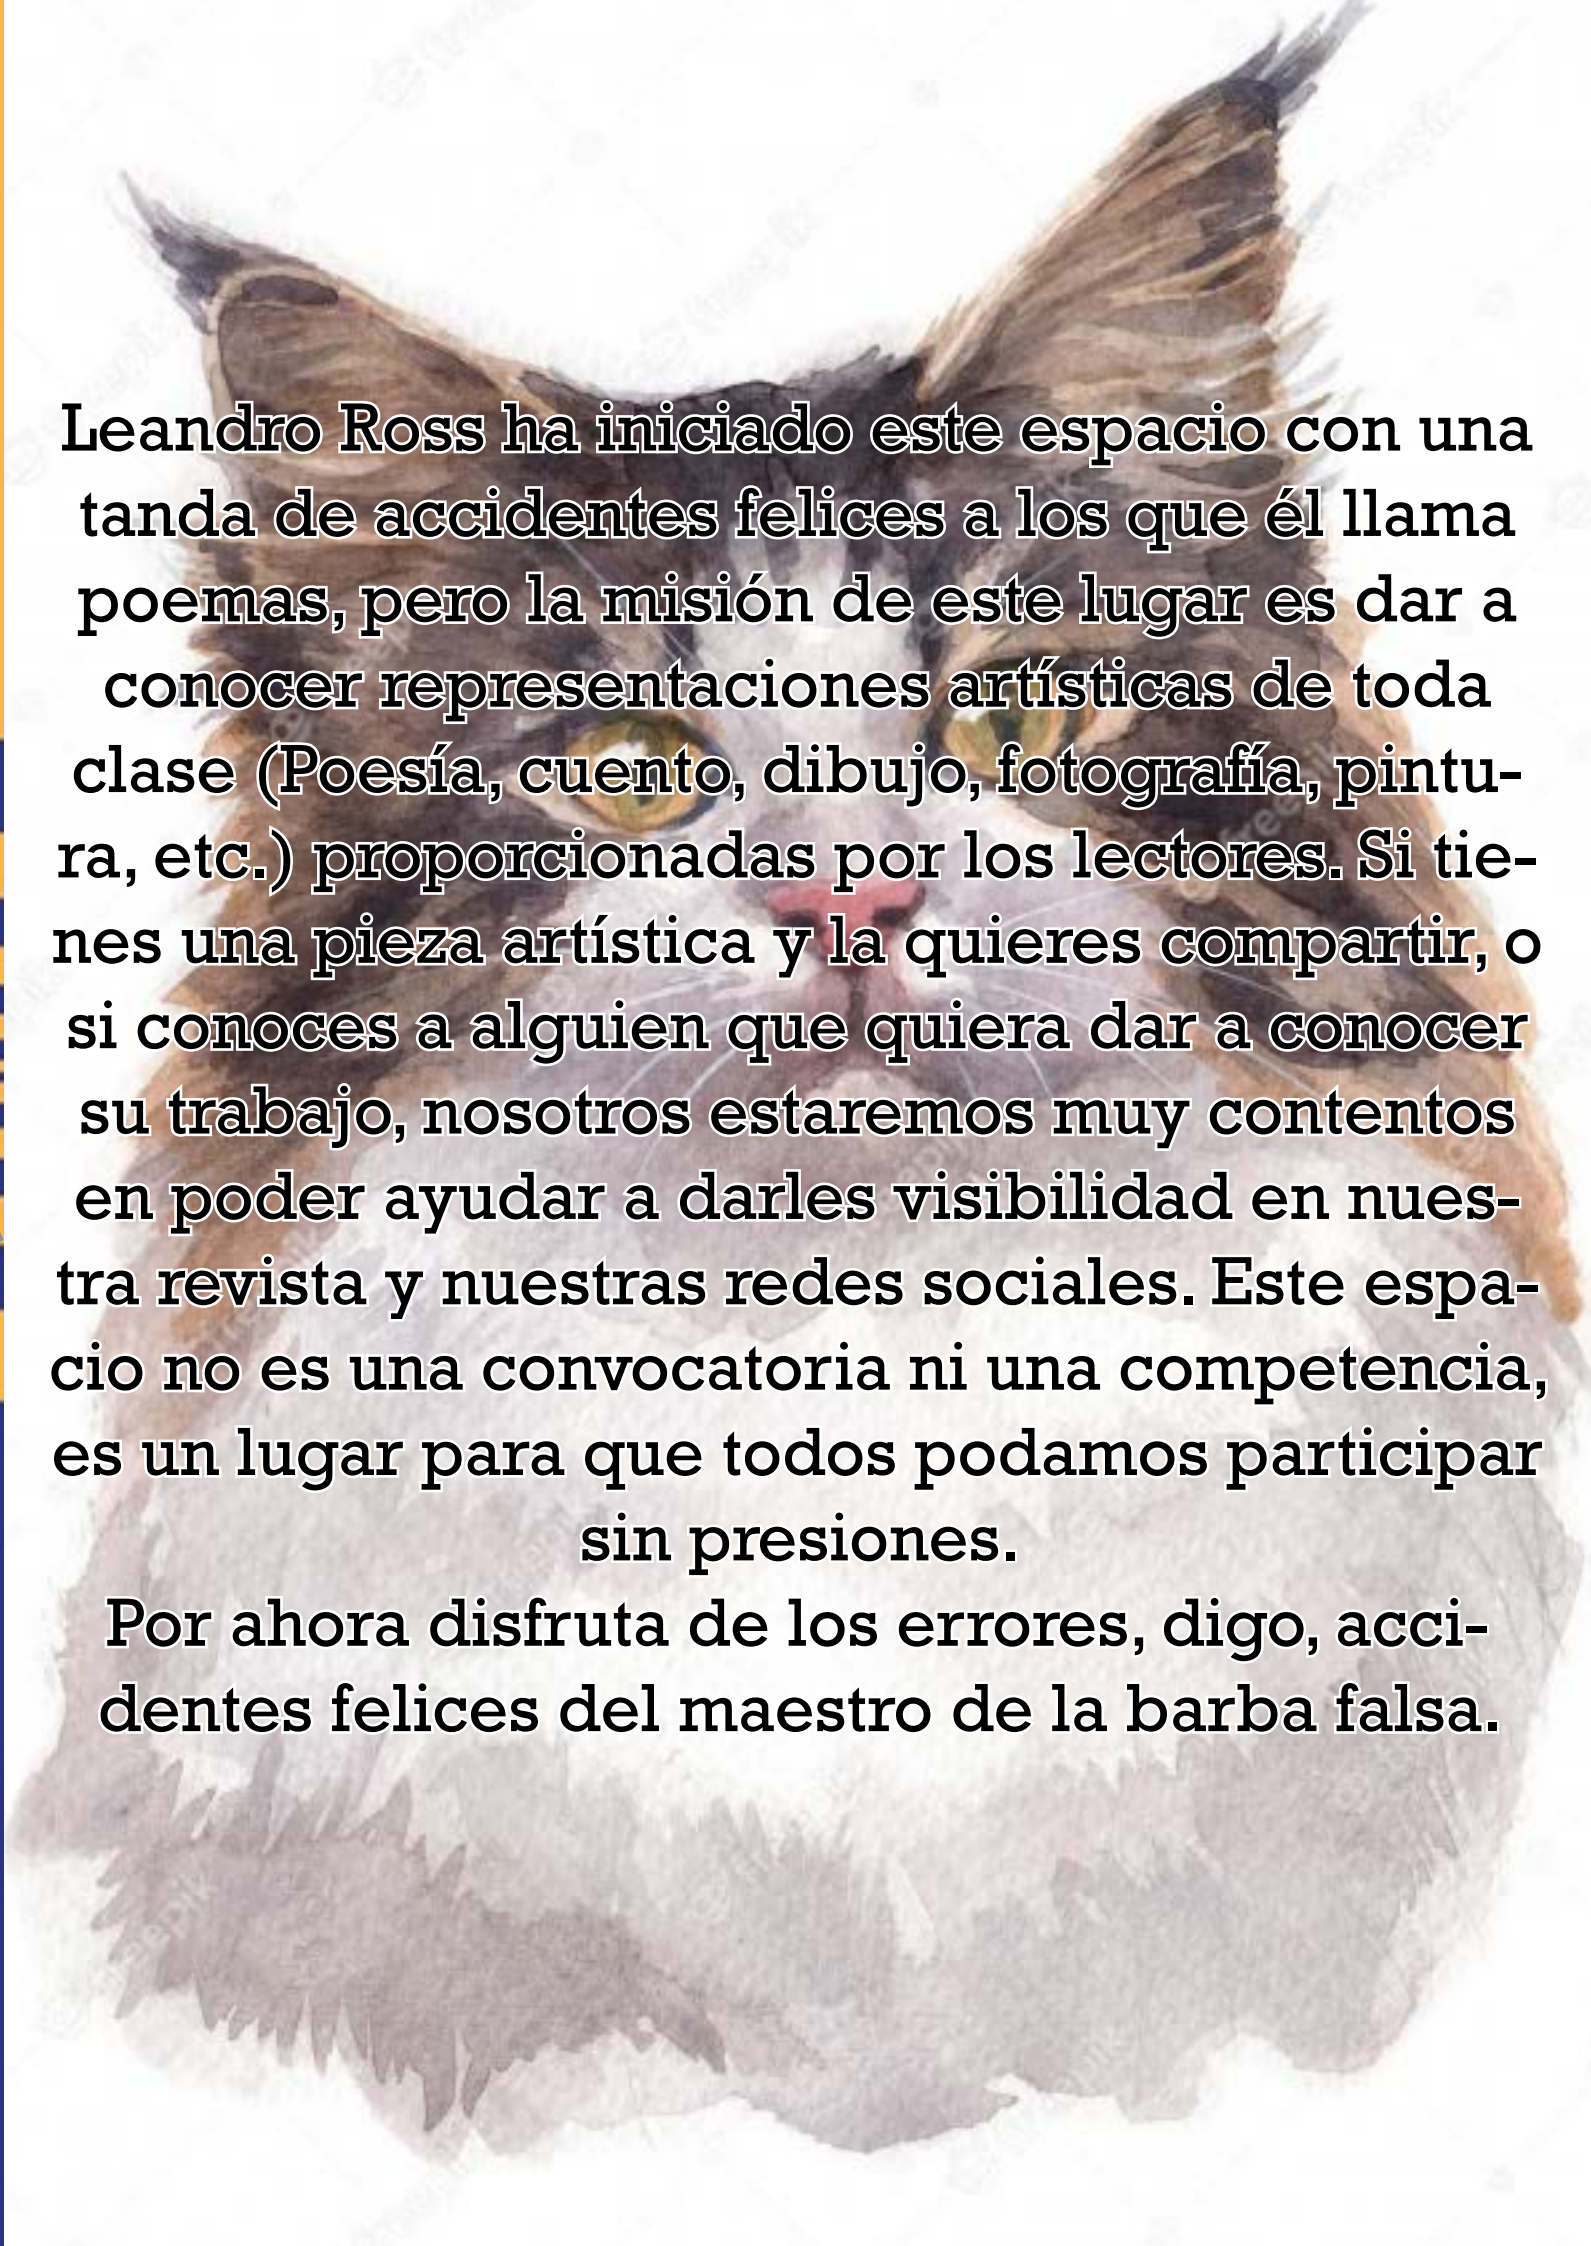 Leandro Ross ha iniciado este espacio con una
tanda de accidentes felices a los que él llama
poemas, pero la misión de este lugar es dar a
conocer representaciones artísticas de toda
clase (Poesía, cuento, dibujo, fotografía, pintu-
ra, etc.) proporcionadas por los lectores. Si tie-
nes una pieza artística y la quieres compartir, o
si conoces a alguien que quiera dar a conocer
su trabajo, nosotros estaremos muy contentos
en poder ayudar a darles visibilidad en nues-
tra revista y nuestras redes sociales. Este espa-
cio no es una convocatoria ni una competencia,
es un lugar para que todos podamos participar
sin presiones.
Por ahora disfruta de los errores, digo, acci-
dentes felices del maestro de la barba falsa.